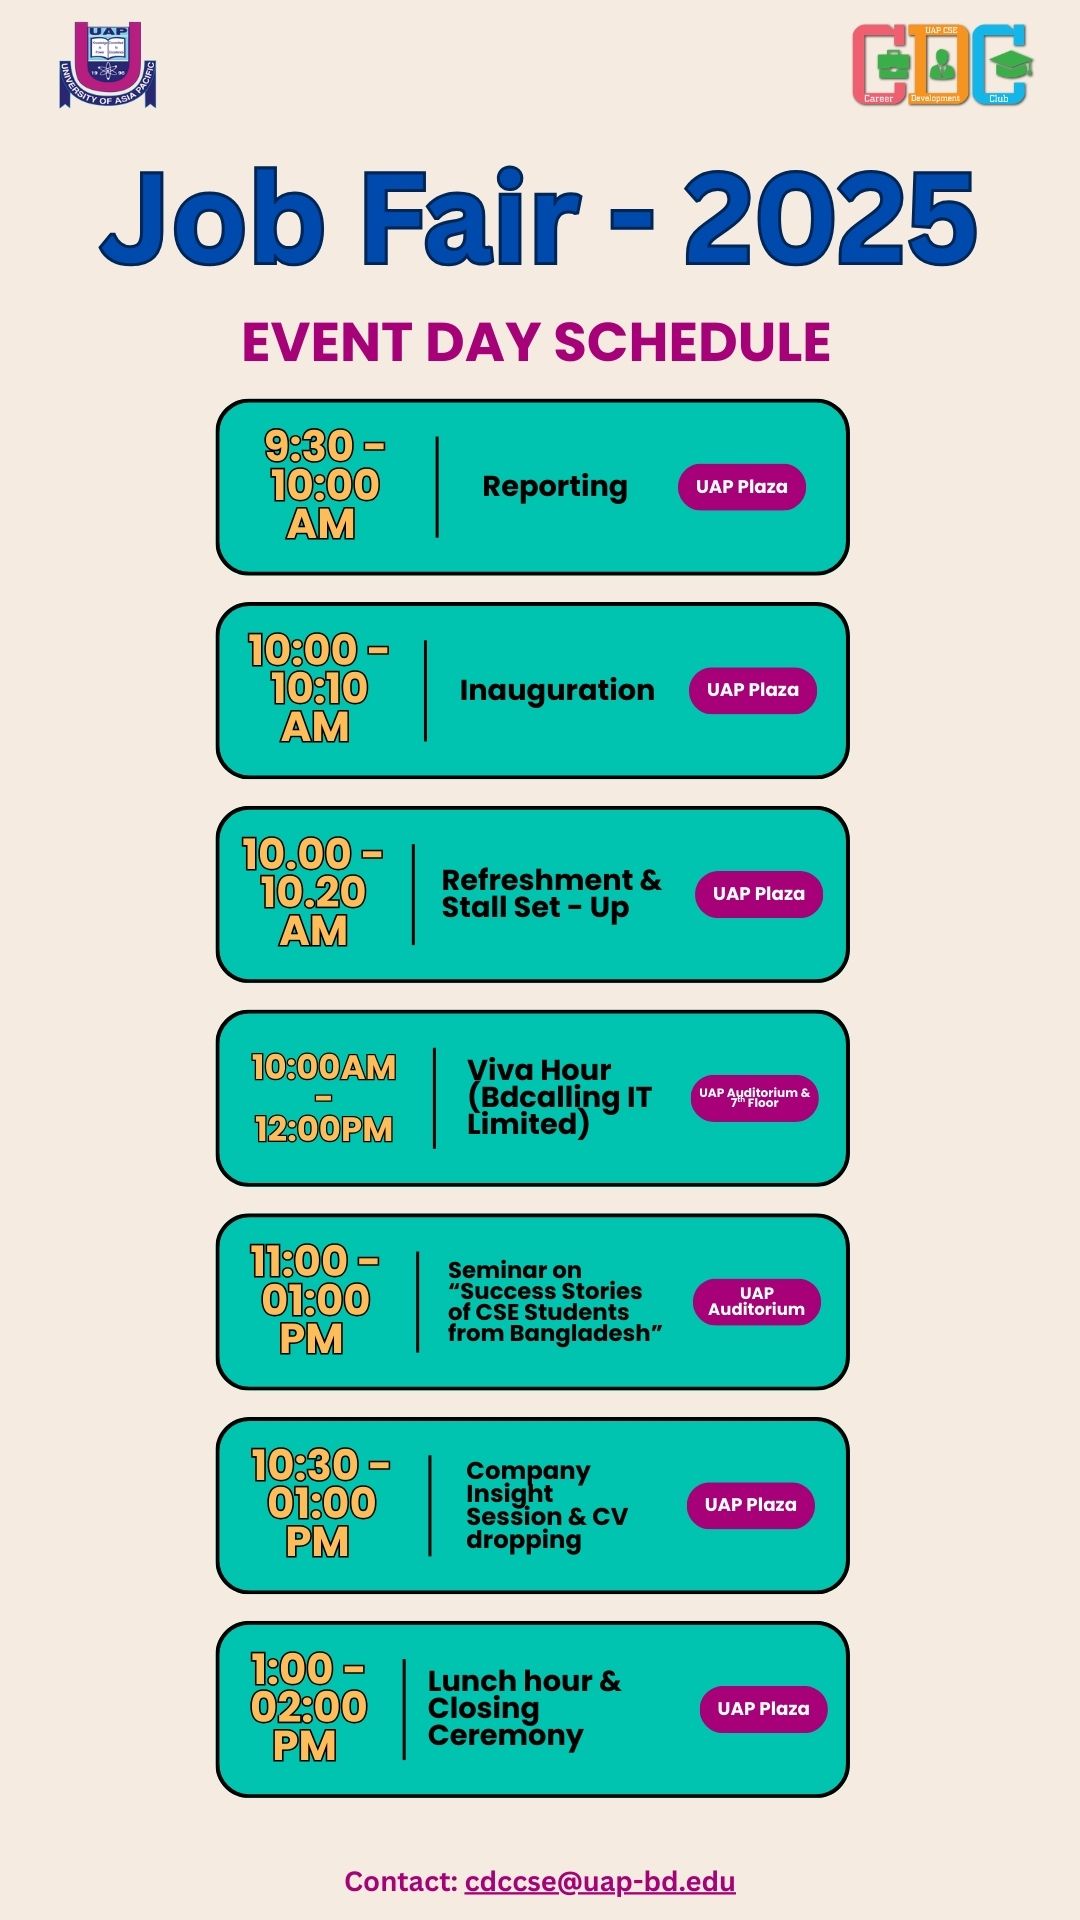 UAP
UNIVERSITY OF ASIA PACIFIC
UAP CSE
CDC
Career Development Club
Job Fair - 2025
EVENT DAY SCHEDULE
9:30 –
10:00
AM
Reporting
UAP Plaza
10:00 –
10:10
AM
Inauguration
UAP Plaza
10.00 –
10.20
AM
Refreshment &
Stall Set – Up
UAP Plaza
10:00AM
–
12:00PM
Viva Hour
(Bdcalling IT
Limited)
UAP Auditorium &
7th Floor
11:00 –
01:00
PM
Seminar on
“Success Stories
of CSE Students
from Bangladesh”
UAP
Auditorium
10:30 –
01:00
PM
Company
Insight
Session & CV
dropping
UAP Plaza
1:00 –
02:00
PM
Lunch hour &
Closing
Ceremony
UAP Plaza
Contact: cdccse@uap-bd.edu